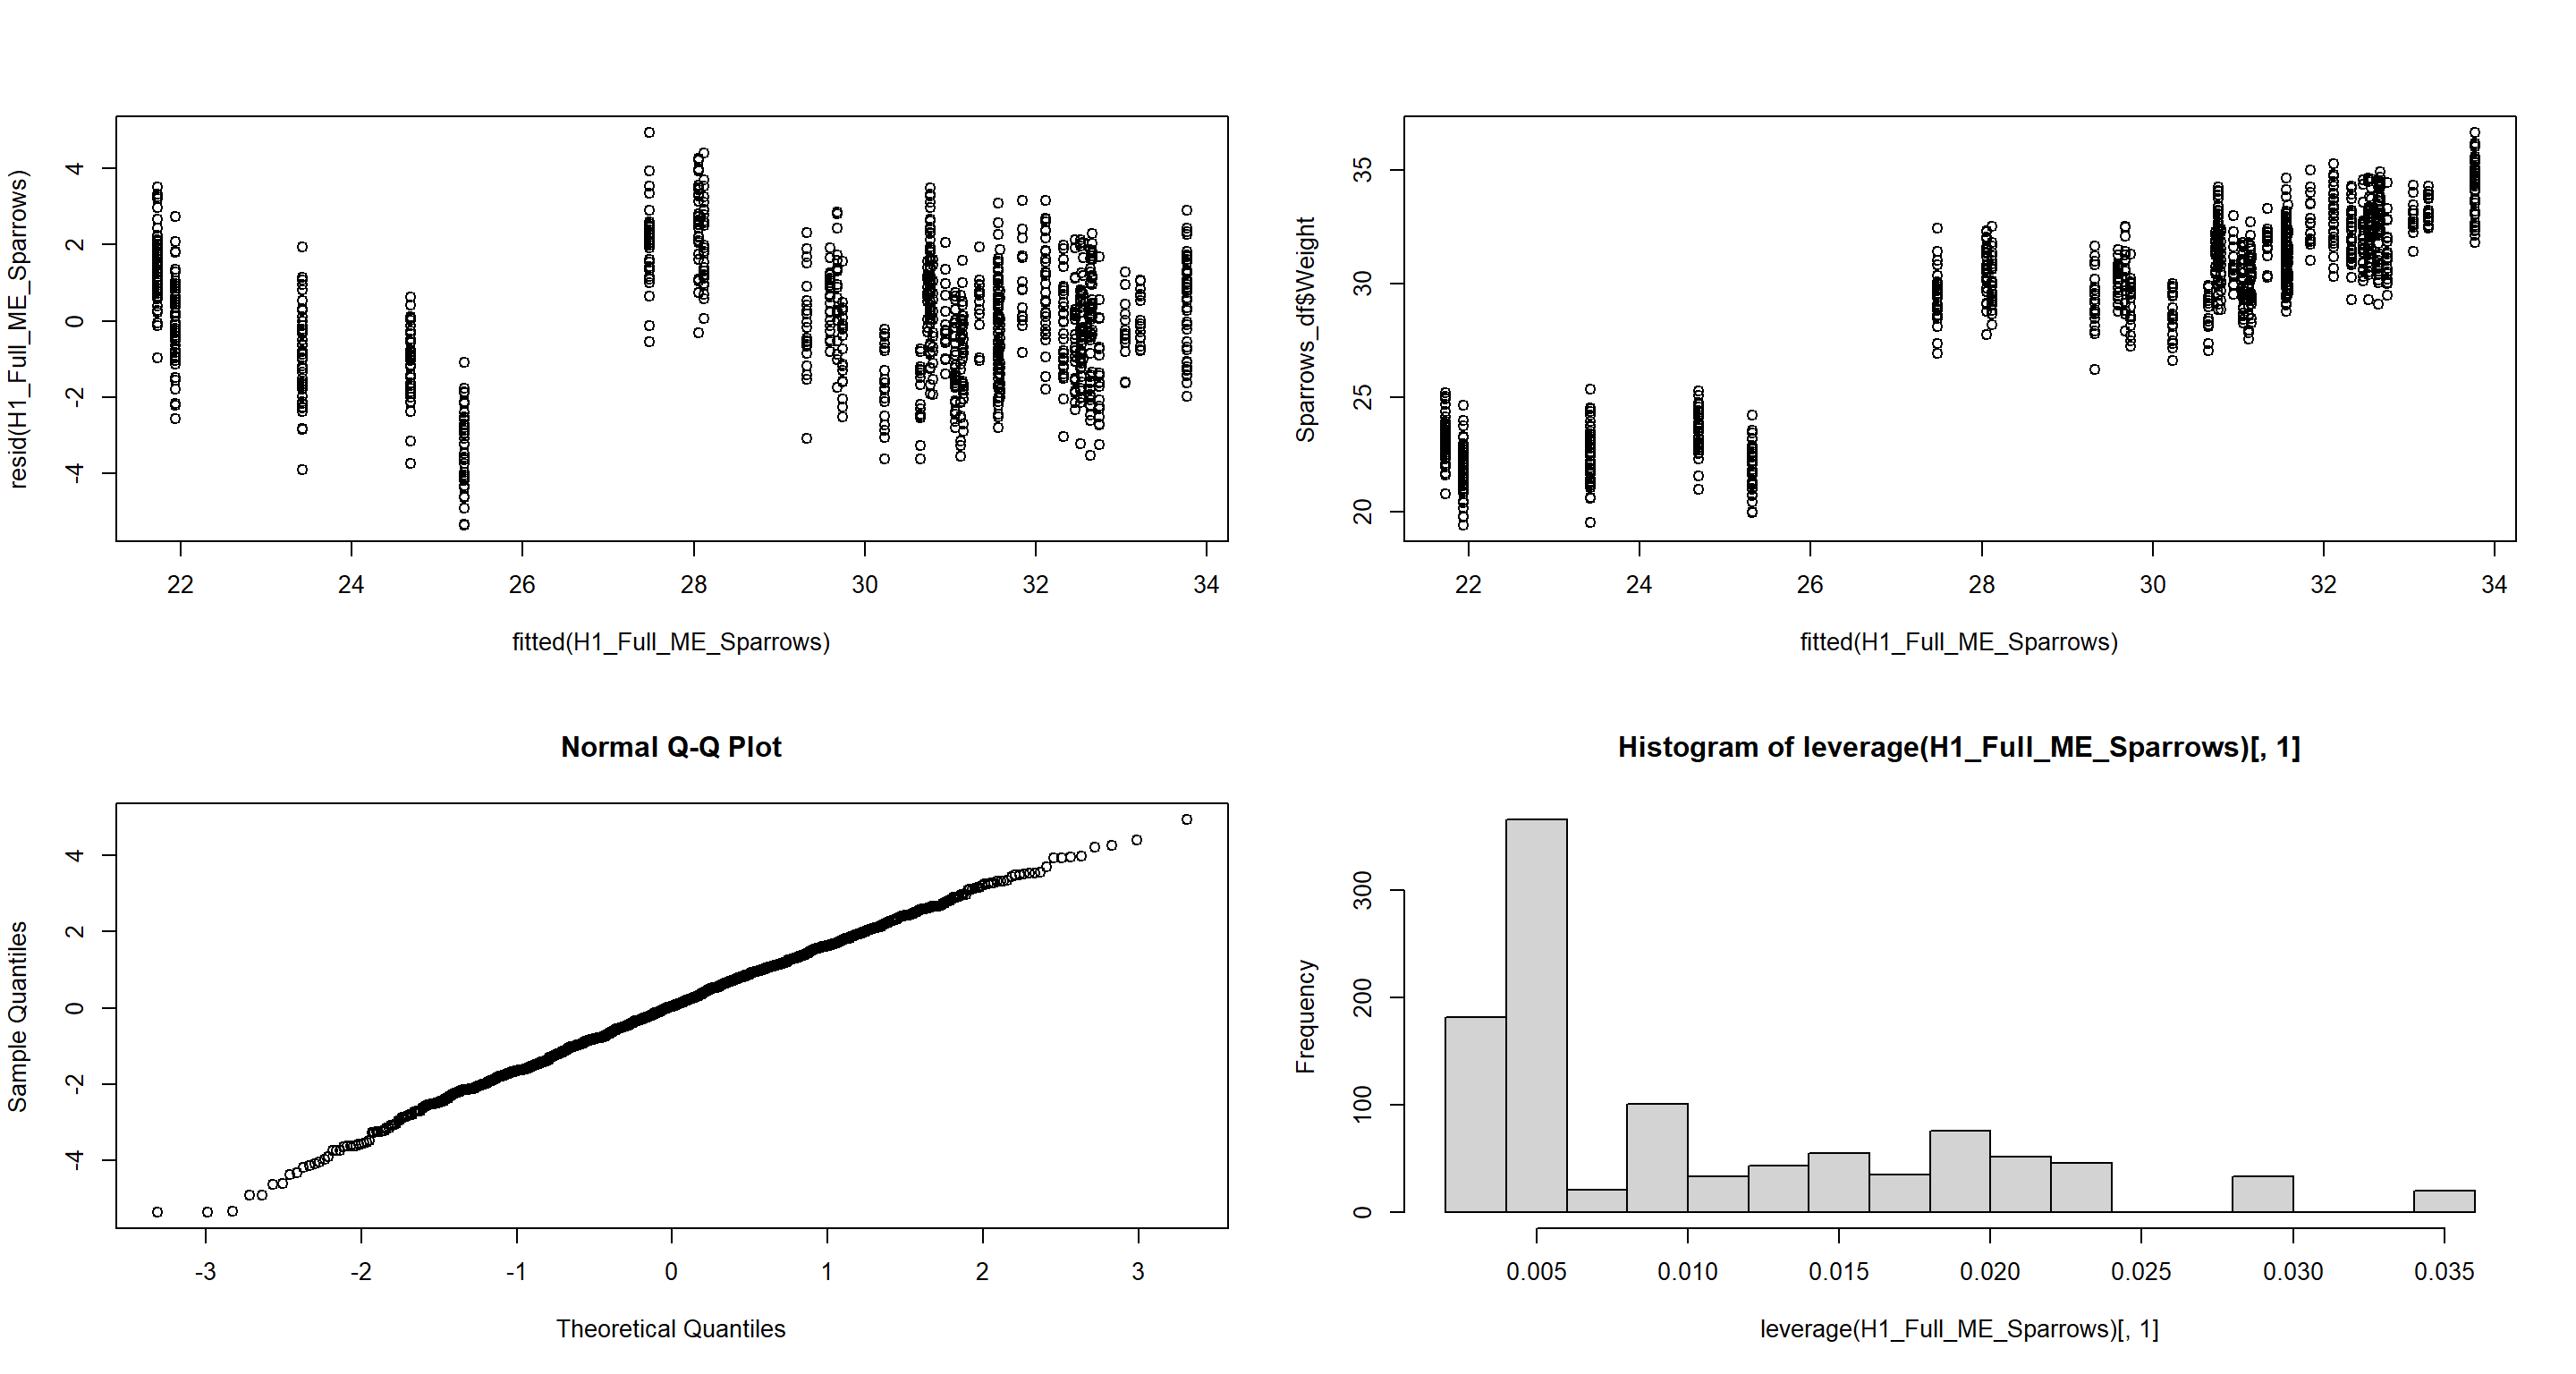 resid(H1_Full_ME_Sparrows)
4
2
0
-2
-4
22 24 26 28 30 32 34
fitted(H1_Full_ME_Sparrows)
Sparrows_df$Weight
35
30
25
20
22 24 26 28 30 32 34
fitted(H1_Full_ME_Sparrows)
Normal Q-Q Plot
Sample Quantiles
4
2
0
-2
-4
-3 -2 -1 0 1 2 3
Theoretical Quantiles
Histogram of leverage(H1_Full_ME_Sparrows)[, 1]
Frequency
300
200
100
0
0.005 0.010 0.015 0.020 0.025 0.030 0.035
leverage(H1_Full_ME_Sparrows)[, 1]